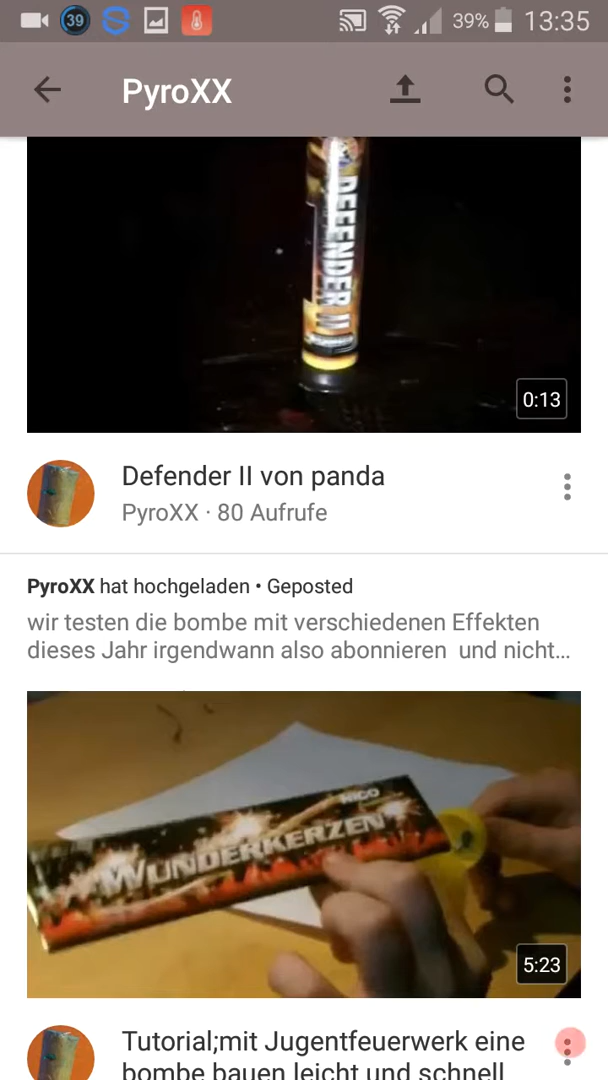 39
39%
13:35
PyroXX
DEFENDER II
0:13
Defender II von panda
PyroXX · 80 Aufrufe
PyroXX hat hochgeladen • Geposted
wir testen die bombe mit verschiedenen Effekten
dieses Jahr irgendwann also abonnieren und nicht...
NICO
WUNDERKERZEN
5:23
Tutorial;mit Jugentfeuerwerk eine
bombe bauen leicht und schnell